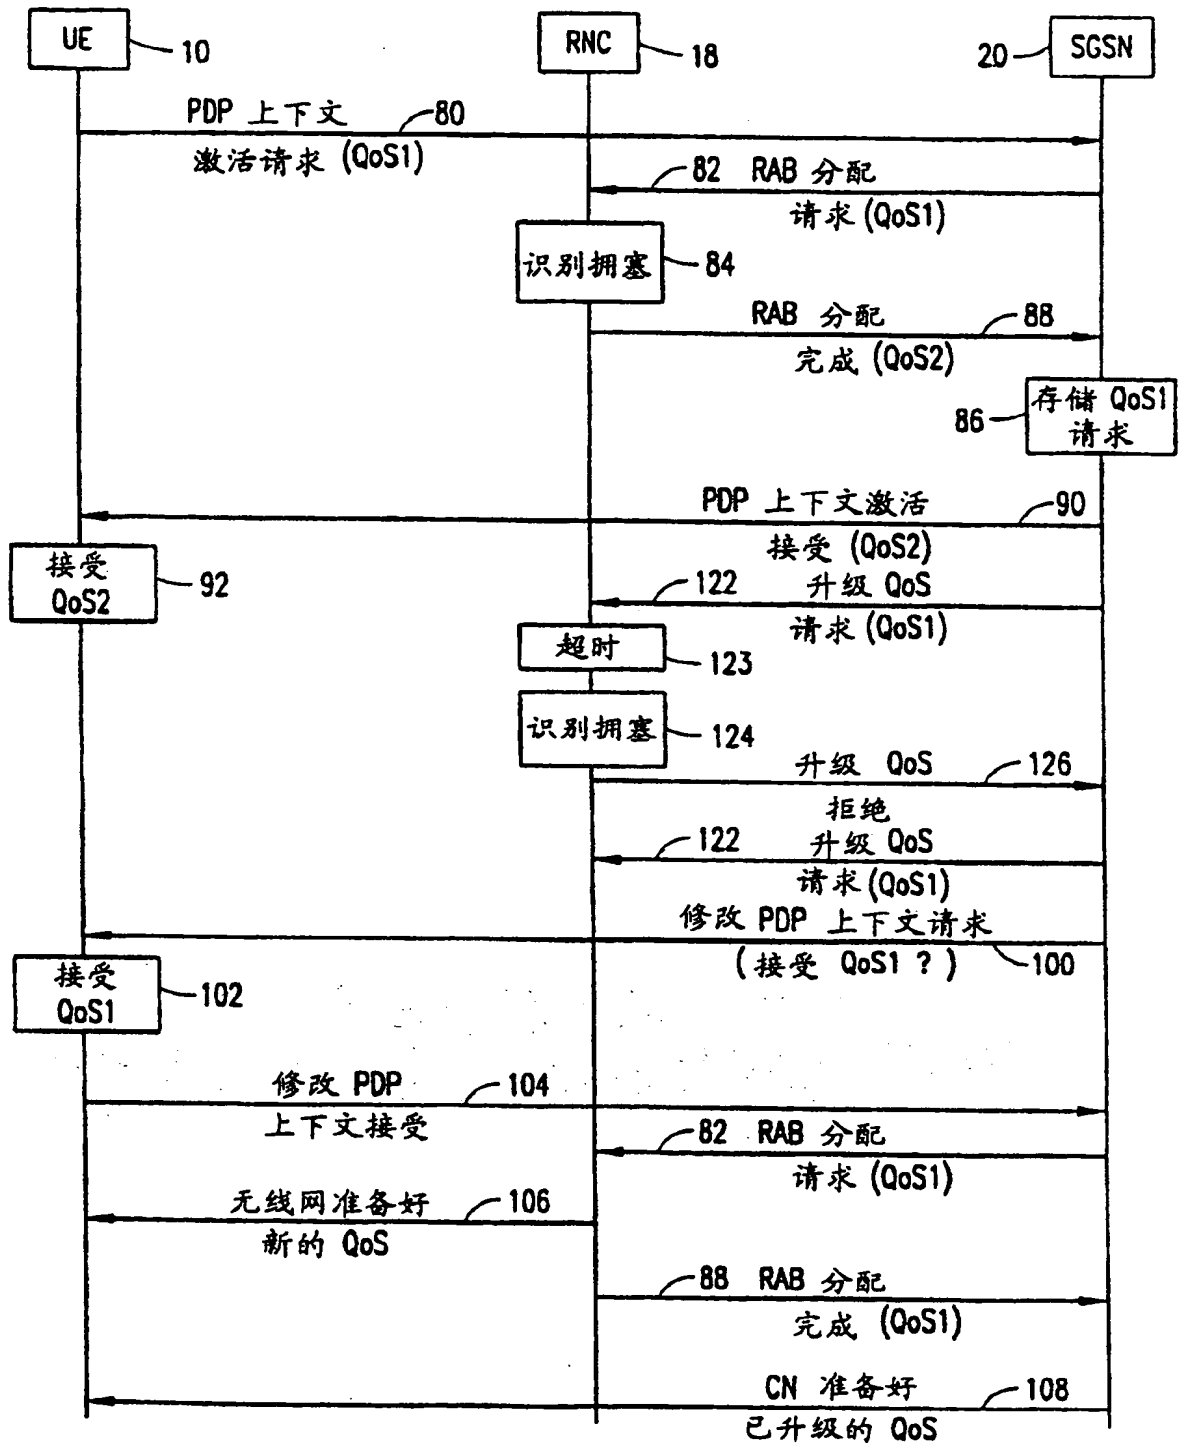 UE
10
RNC
18
20
SGSN
PDP 上下文
80
激活请求 (QoS1)
82 RAB 分配
请求 (QoS1)
识别拥塞
84
RAB 分配
88
完成 (QoS2)
86
存储 QoS1
请求
PDP 上下文激活
90
接受 (QoS2)
接受
QoS2
92
122 升级 QoS
请求 (QoS1)
超时
123
识别拥塞
124
升级 QoS
126
拒绝
122 升级 QoS
请求 (QoS1)
修改 PDP 上下文请求
(接受 QoS1 ? )
100
接受
QoS1
102
修改 PDP
104
上下文接受
82 RAB 分配
请求 (QoS1)
无线网准备好
106
新的 QoS
88 RAB 分配
完成 (QoS1)
CN 准备好
108
已升级的 QoS